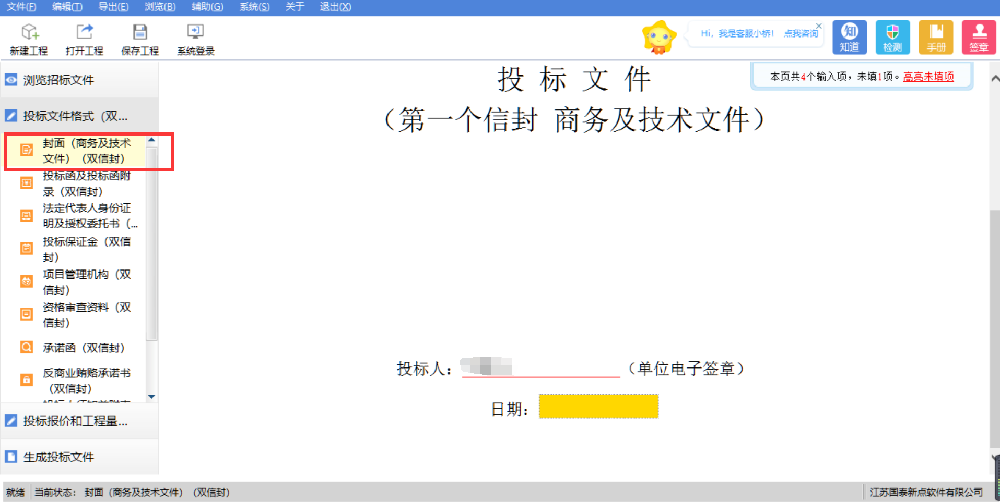 文件(F) 编辑(T) 导出(E) 浏览(B) 辅助(G) 系统(S) 关于 退出(X)
新建工程 打开工程 保存工程 系统登录
Hi，我是客服小桥！ 点我咨询
知
知道 检测 手册 签章
浏览招标文件
投标文件格式（双...
封面（商务及技术
文件）（双信封）
投标函及投标函附
录（双信封）
法定代表人身份证
明及授权委托书（...
投标保证金（双信
封）
项目管理机构（双
信封）
资格审查资料（双
信封）
承诺函（双信封）
反商业贿赂承诺书
（双信封）
投标报价和工程量...
生成投标文件
本页共4个输入项，未填1项。高亮未填项
投 标 文 件
（第一个信封 商务及技术文件）
投标人： （单位电子签章）
日期：
就绪 当前状态： 封面（商务及技术文件）（双信封）
江苏国泰新点软件有限公司